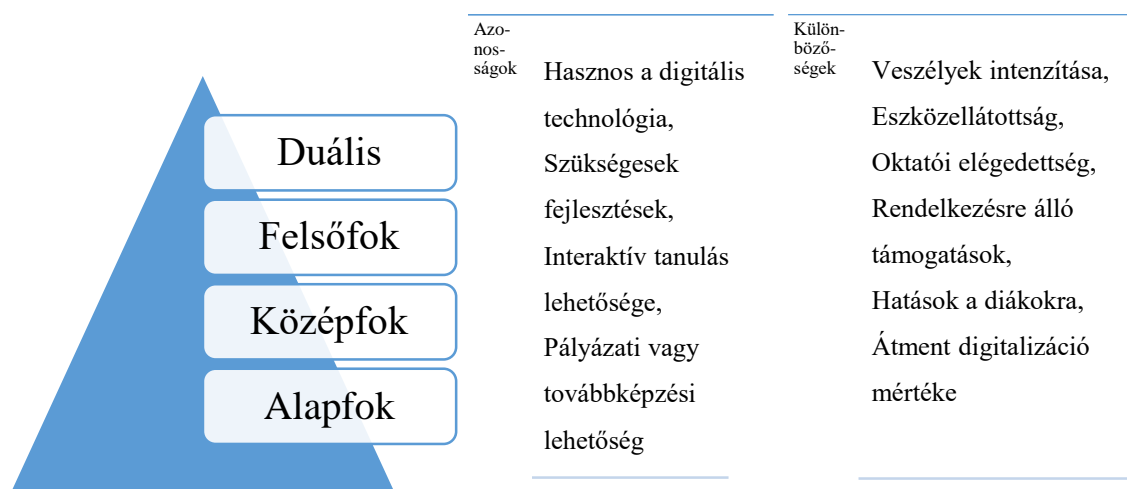 Duális
Felsőfok
Középfok
Alapfok
Azo-
nos-
ságok
Hasznos a digitális
technológia,
Szükségesek
fejlesztések,
Interaktív tanulás
lehetősége,
Pályázati vagy
továbbképzési
lehetőség
Külön-
böző-
ségek
Veszélyek intenzítása,
Eszközellátottság,
Oktatói elégedettség,
Rendelkezésre álló
támogatások,
Hatások a diákokra,
Átment digitalizáció
mértéke